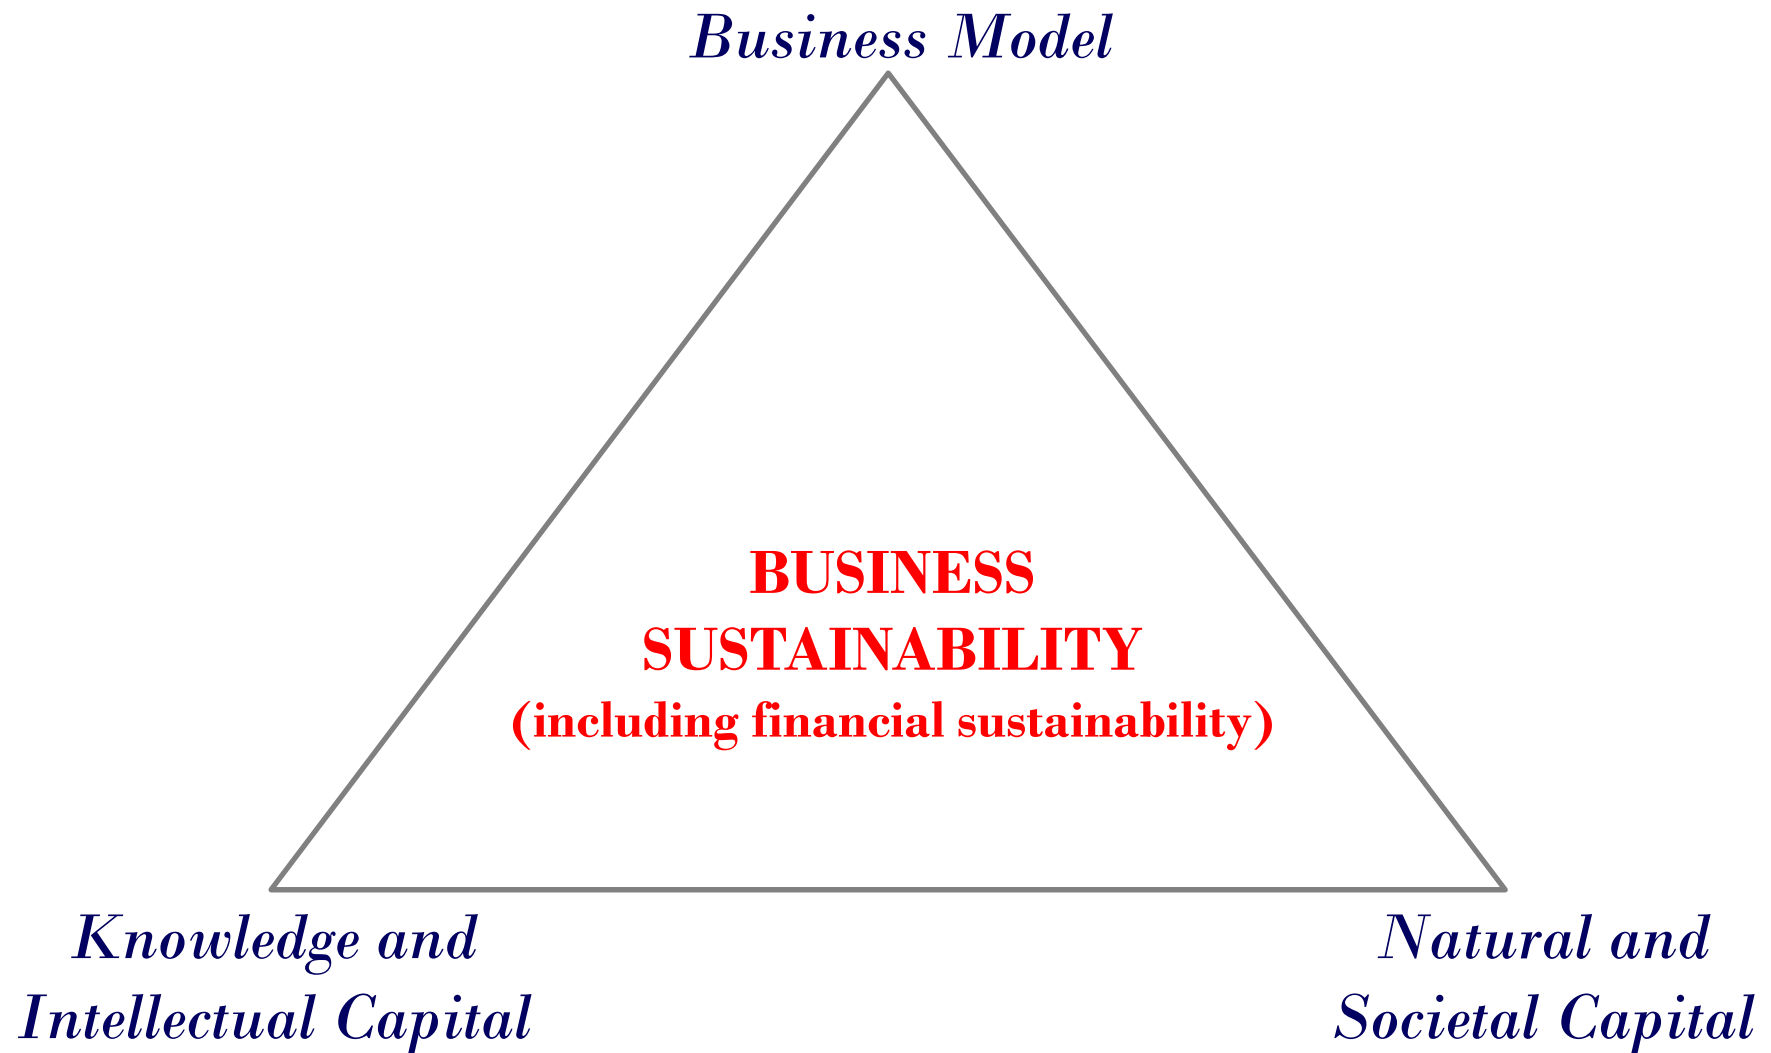 Business Model
BUSINESS
SUSTAINABILITY
(including financial sustainability)
Knowledge and
Intellectual Capital
Natural and
Societal Capital